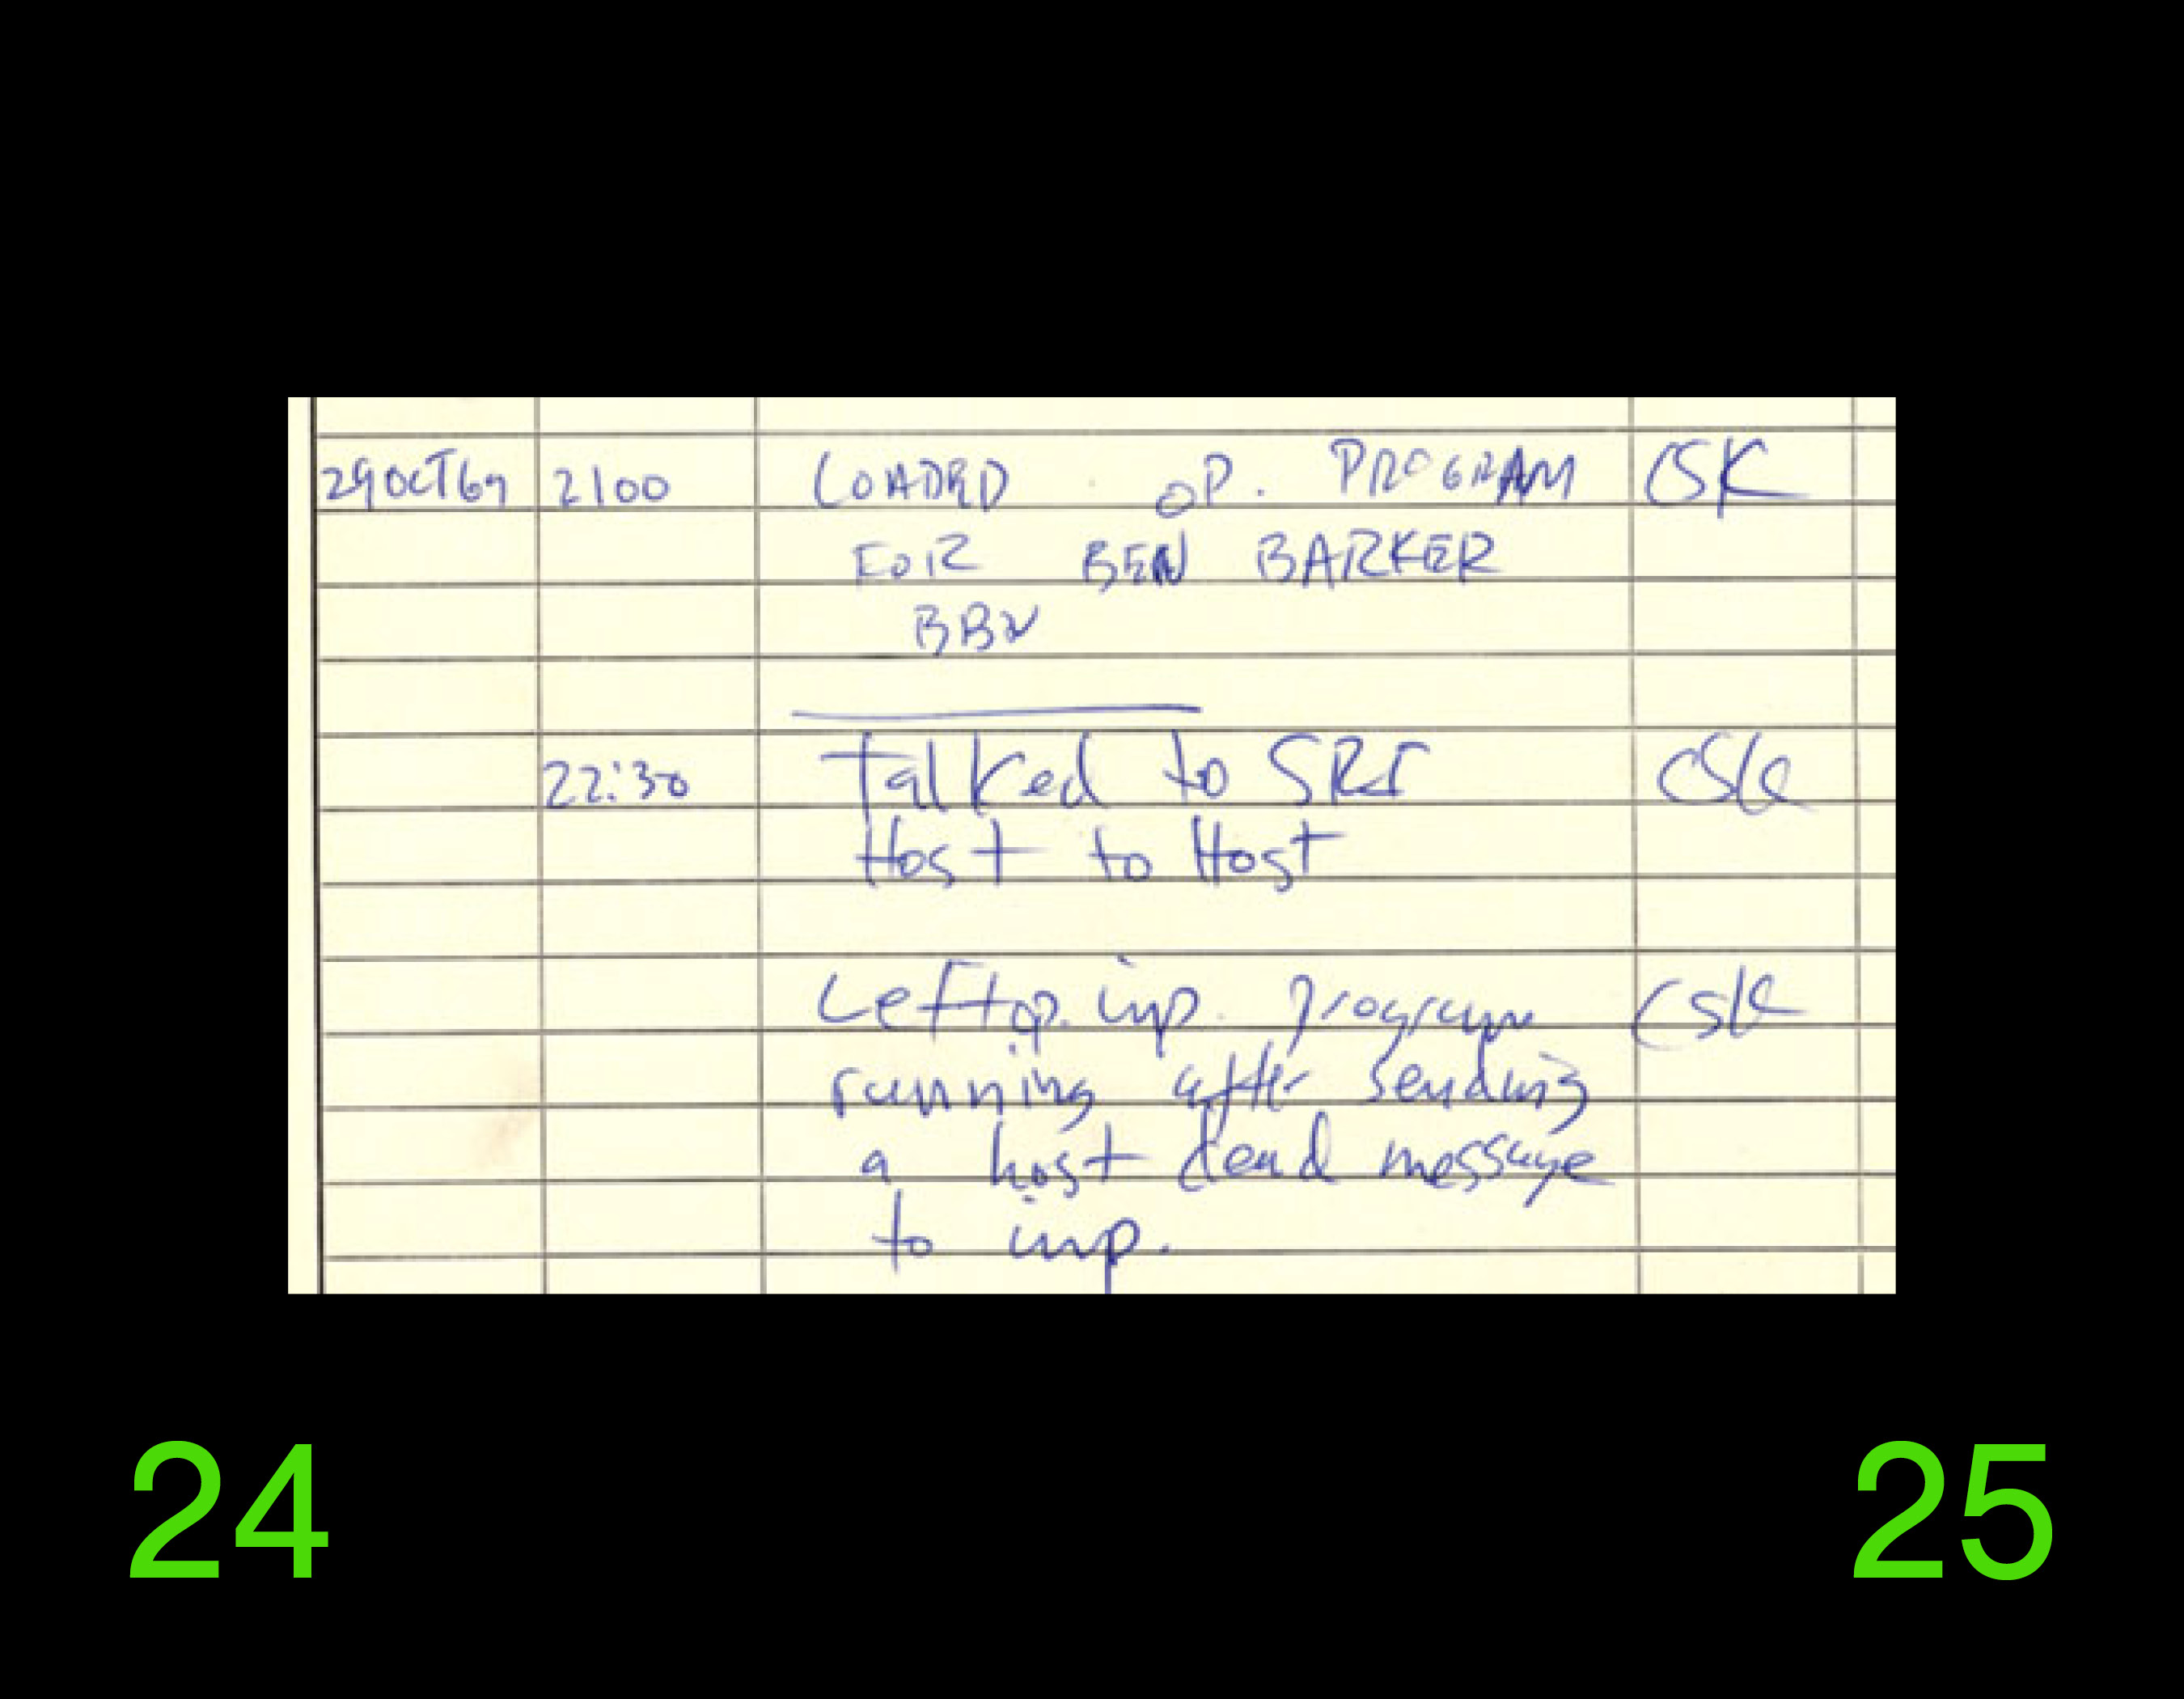 29OCT69 2100 LOADED OP. PROGRAM CSK
FOR BEN BARKER
BBN
22:30 Talked to SRI CSK
Host to Host
Left op. imp. program CSK
running after sending
a host dead message
to imp.
24 25